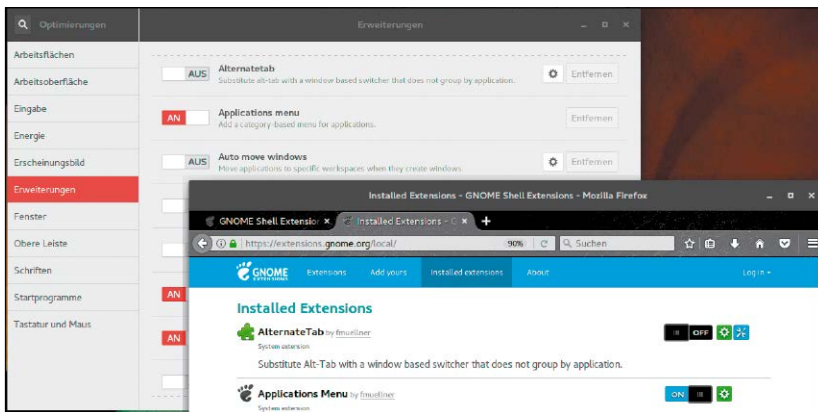 Optimierungen
Erweiterungen
Arbeitsflächen
Arbeitsoberfläche
Eingabe
Energie
Erscheinungsbild
Erweiterungen
Fenster
Obere Leiste
Schriften
Startprogramme
Tastatur und Maus
AUS
Alternatetab
Substitute alt-tab with a window based switcher that does not group by application.
Entfernen
AN
Applications menu
Add a category-based menu for applications.
Entfernen
AUS
Auto move windows
Move applications to specific workspaces when they create windows.
Entfernen
AN
AN
Installed Extensions - GNOME Shell Extensions - Mozilla Firefox
GNOME Shell Extension
Installed Extensions - G
https://extensions.gnome.org/local/
90%
Suchen
GNOME
EXTENSIONS
Extensions
Add yours
Installed extensions
About
Log in
Installed Extensions
AlternateTab by fmuellner
OFF
System extension
Substitute Alt-Tab with a window based switcher that does not group by application.
Applications Menu by fmuellner
ON
System extension